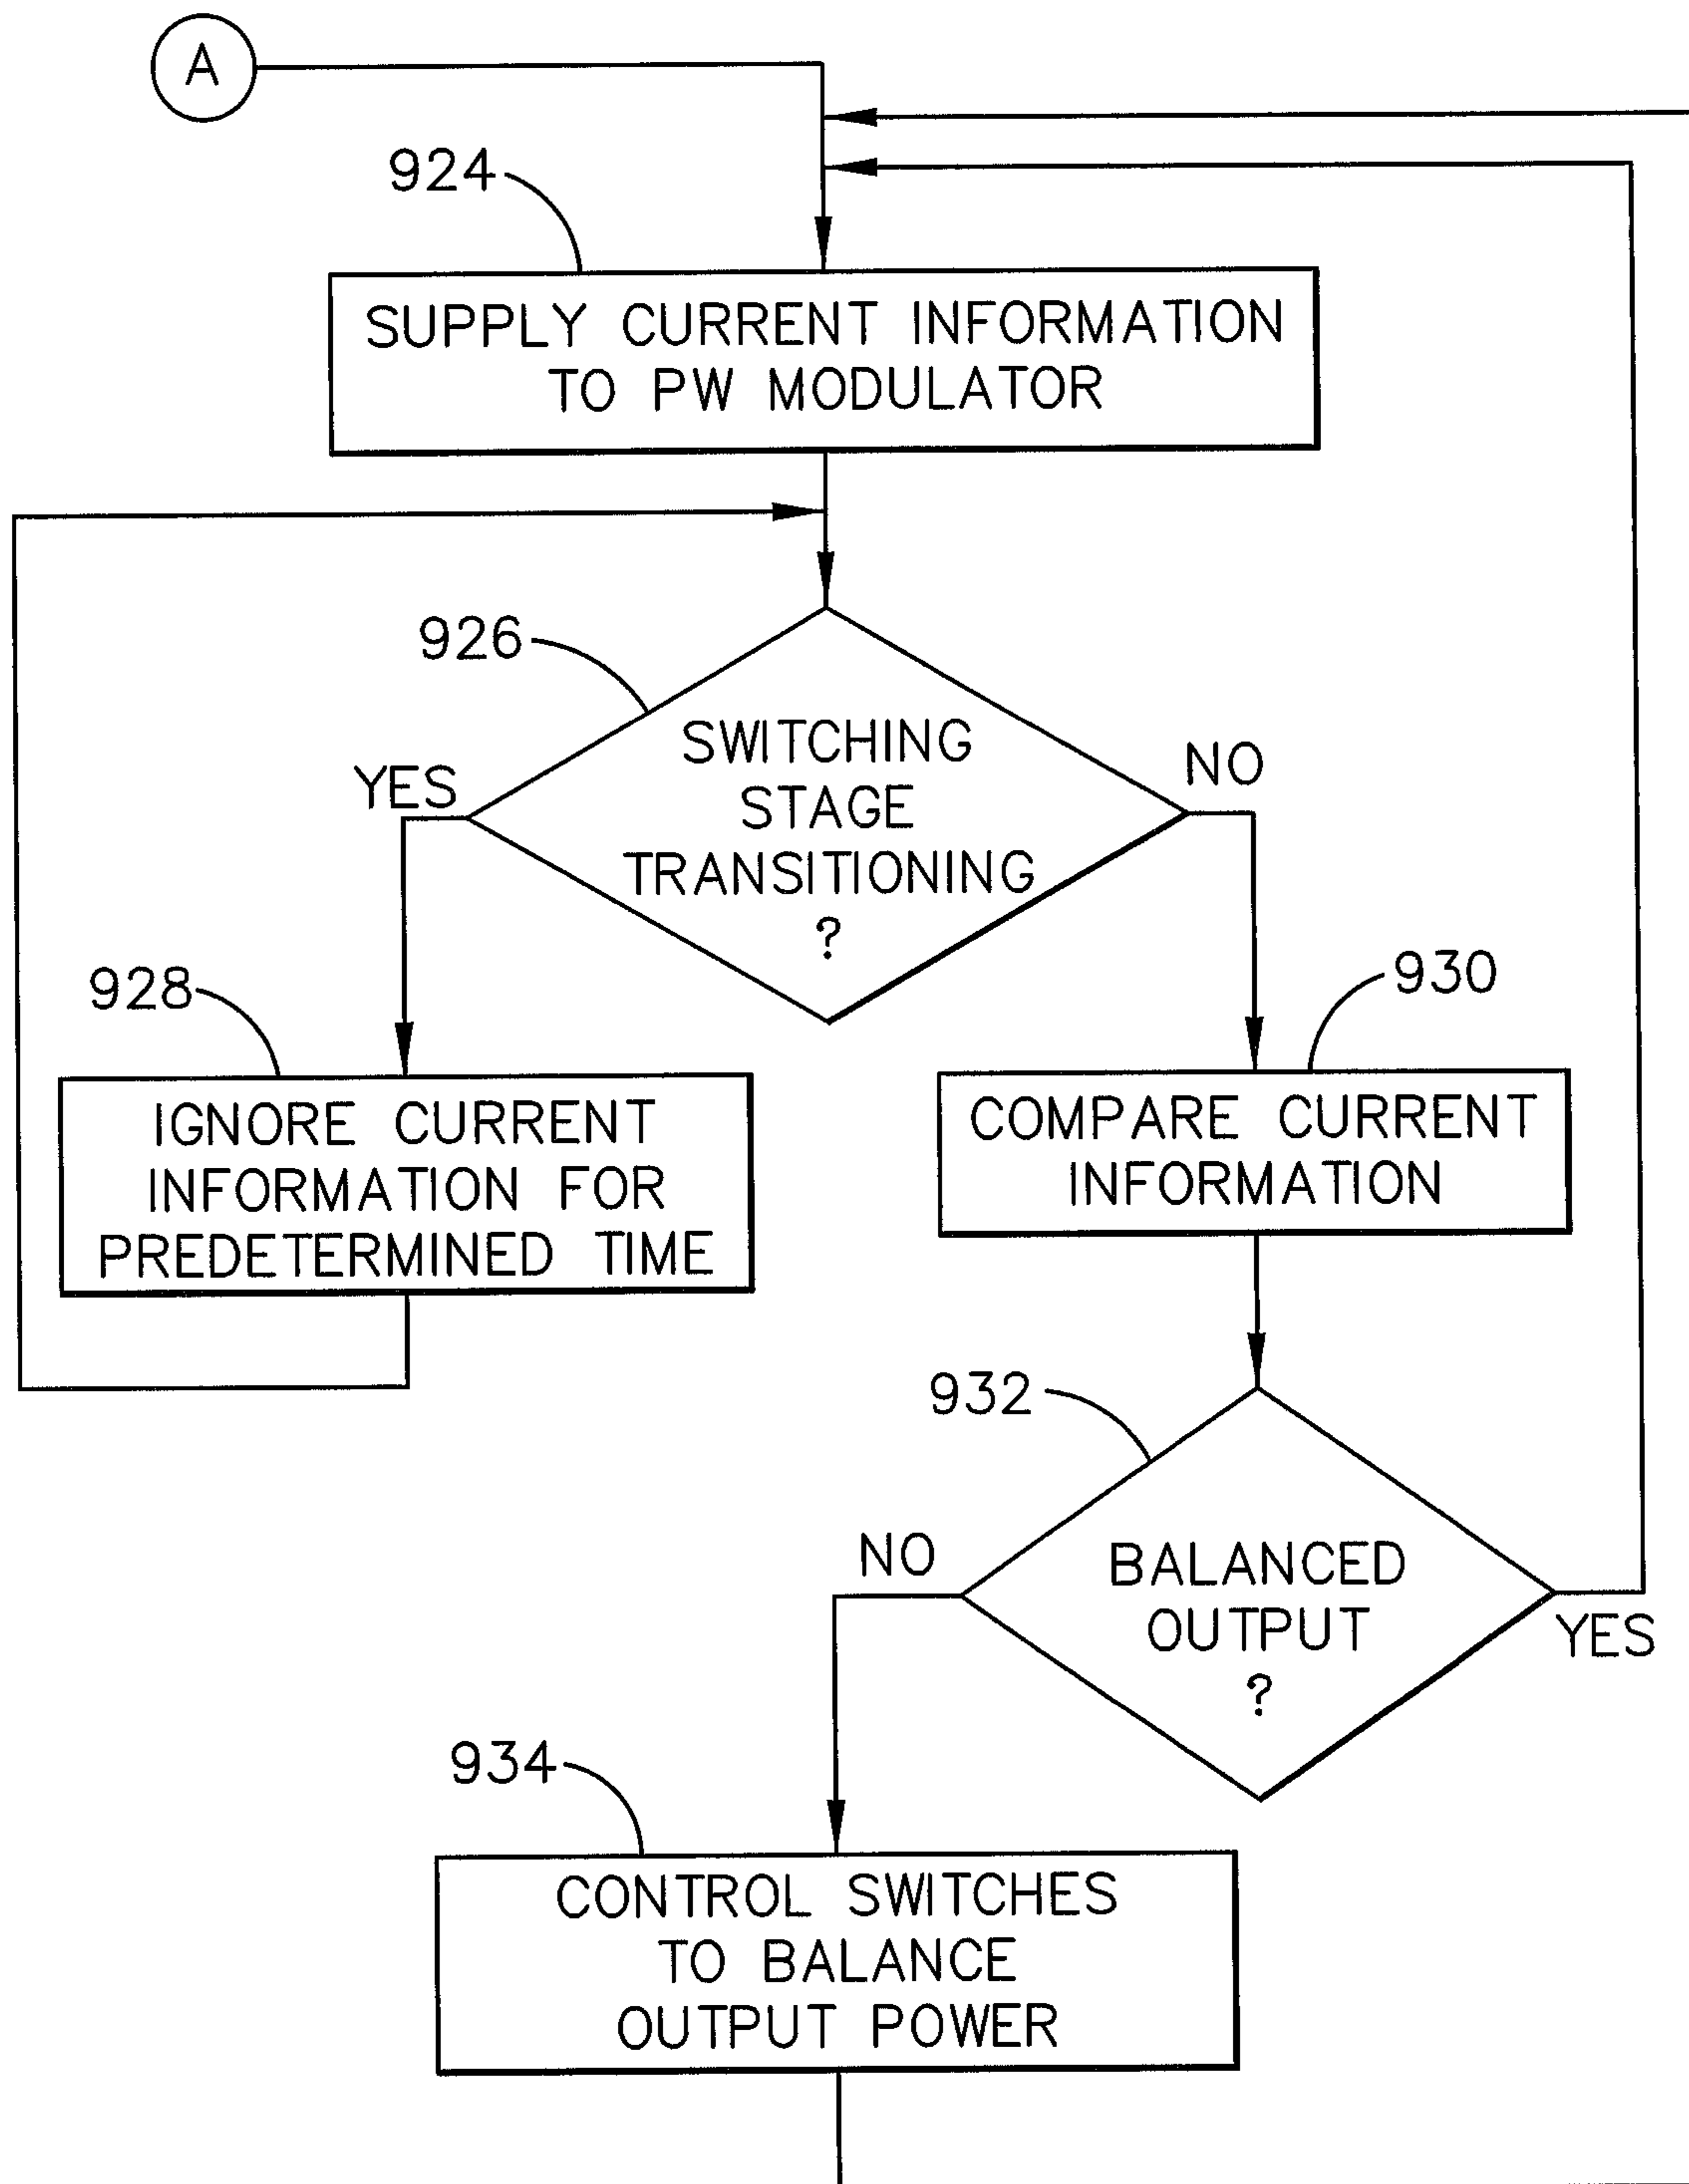 A
924
SUPPLY CURRENT INFORMATION
TO PW MODULATOR
926
SWITCHING
STAGE
TRANSITIONING
?
YES
NO
928
IGNORE CURRENT
INFORMATION FOR
PREDETERMINED TIME
930
COMPARE CURRENT
INFORMATION
932
BALANCED
OUTPUT
?
NO
YES
934
CONTROL SWITCHES
TO BALANCE
OUTPUT POWER